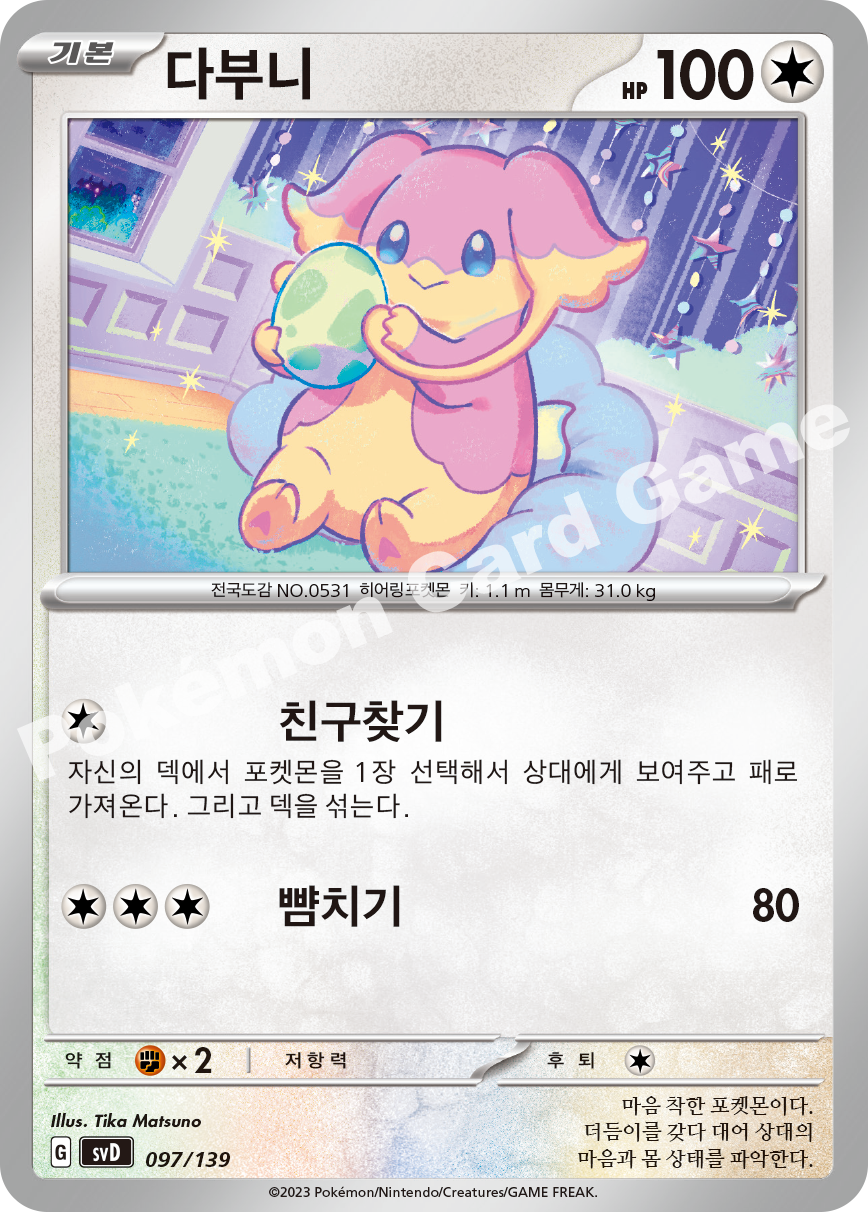 기본
다부니
HP 100
전국도감 NO.0531 히어링포켓몬 키: 1.1 m 몸무게: 31.0 kg
친구찾기
자신의 덱에서 포켓몬을 1장 선택해서 상대에게 보여주고 패로
가져온다. 그리고 덱을 섞는다.
뺨치기 80
약점 ×2 저항력 후퇴
Illus. Tika Matsuno
G svD 097/139
마음 착한 포켓몬이다.
더듬이를 갖다 대어 상대의
마음과 몸 상태를 파악한다.
©2023 Pokémon/Nintendo/Creatures/GAME FREAK.
Pokémon Card Game